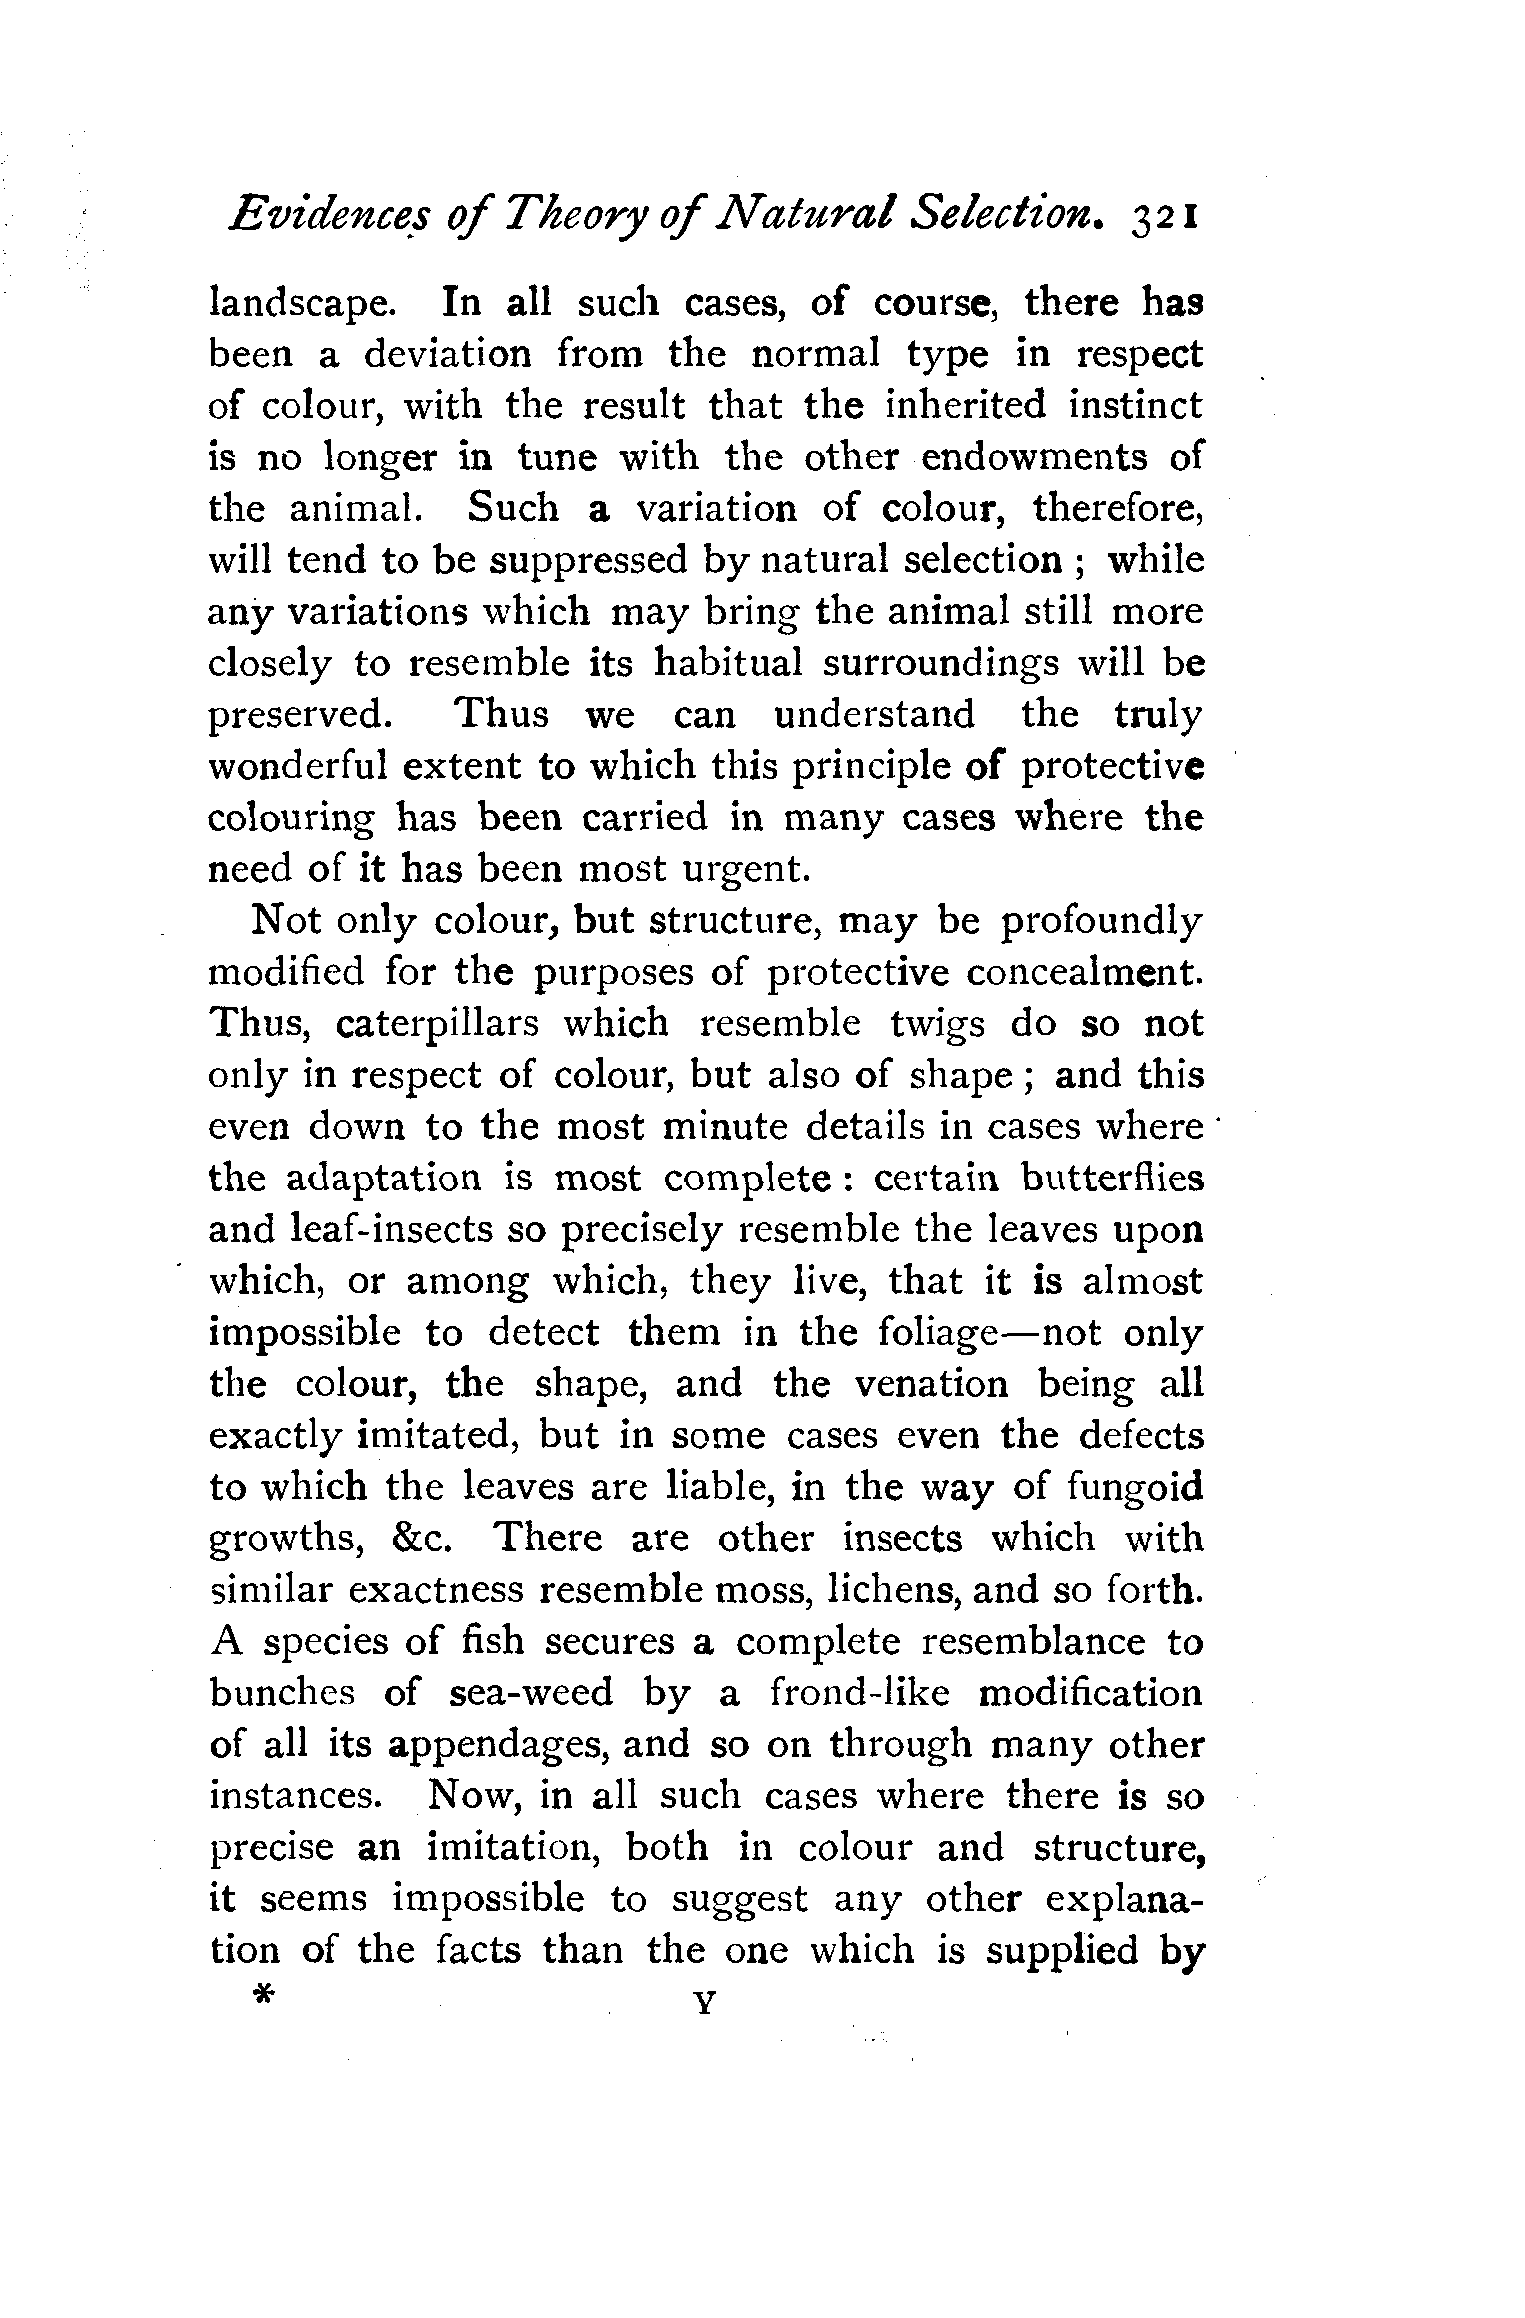 Evidences of Theory of Natural Selection. 321
landscape. In all such cases, of course, there has
been a deviation from the normal type in respect
of colour, with the result that the inherited instinct
is no longer in tune with the other endowments of
the animal. Such a variation of colour, therefore,
will tend to be suppressed by natural selection ; while
any variations which may bring the animal still more
closely to resemble its habitual surroundings will be
preserved. Thus we can understand the truly
wonderful extent to which this principle of protective
colouring has been carried in many cases where the
need of it has been most urgent.
Not only colour, but structure, may be profoundly
modified for the purposes of protective concealment.
Thus, caterpillars which resemble twigs do so not
only in respect of colour, but also of shape ; and this
even down to the most minute details in cases where
the adaptation is most complete : certain butterflies
and leaf-insects so precisely resemble the leaves upon
which, or among which, they live, that it is almost
impossible to detect them in the foliage—not only
the colour, the shape, and the venation being all
exactly imitated, but in some cases even the defects
to which the leaves are liable, in the way of fungoid
growths, &c. There are other insects which with
similar exactness resemble moss, lichens, and so forth.
A species of fish secures a complete resemblance to
bunches of sea-weed by a frond-like modification
of all its appendages, and so on through many other
instances. Now, in all such cases where there is so
precise an imitation, both in colour and structure,
it seems impossible to suggest any other explana-
tion of the facts than the one which is supplied by
* Y